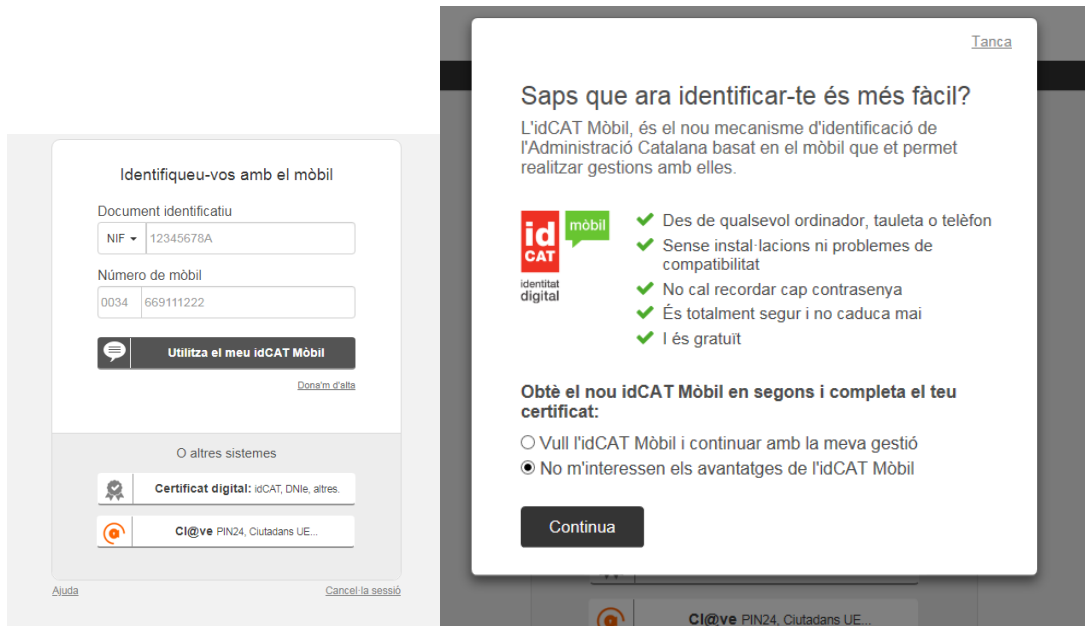 Identifiqueu-vos amb el mòbil
Document identificatiu
NIF 12345678A
Número de mòbil
0034 669111222
Utilitza el meu idCAT Mòbil
Dona'm d'alta
O altres sistemes
Certificat digital: idCAT, DNIe, altres.
Cl@ve PIN24, Ciutadans UE...
Ajuda
Cancel·la sessió
Tanca
Saps que ara identificar-te és més fàcil?
L'idCAT Mòbil, és el nou mecanisme d'identificació de
l'Administració Catalana basat en el mòbil que et permet
realitzar gestions amb elles.
id
CAT
mòbil
identitat
digital
Des de qualsevol ordinador, tauleta o telèfon
Sense instal·lacions ni problemes de
compatibilitat
No cal recordar cap contrasenya
És totalment segur i no caduca mai
I és gratuït
Obtè el nou idCAT Mòbil en segons i completa el teu
certificat:
Vull l'idCAT Mòbil i continuar amb la meva gestió
No m'interessen els avantatges de l'idCAT Mòbil
Continua
Cl@ve PIN24, Ciutadans UE...